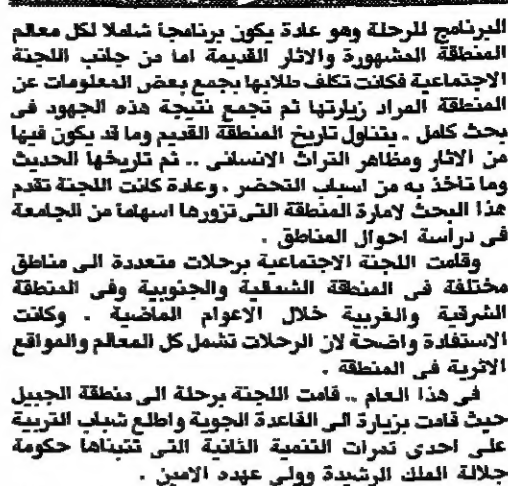 البرنامج للرحلة وهو عادة يكون برنامجا شاملا لكل معالم
المنطقة المشهورة والاثار القديمة اما من جانب اللجنة
الاجتماعية فكانت تكلف طلابها بجمع بعض المعلومات عن
المنطقة المراد زيارتها ثم تجمع نتيجة هذه الجهود فى
بحث كامل . يتناول تاريخ المنطقة القديم وما قد يكون فيها
من الاثار ومظاهر التراث الانسانى .. ثم تاريخها الحديث
وما تاخذ به من اسباب التحضر . وعادة كانت اللجنة تقدم
هذا البحث لامارة المنطقة التى تزورها اسهاما من الجامعة
فى دراسة احوال المناطق .
وقامت اللجنة الاجتماعية برحلات متعددة الى مناطق
مختلفة فى المنطقة الشمالية والجنوبية وفى المنطقة
الشرقية والغربية خلال الاعوام الماضية . وكانت
الاستفادة واضحة لان الرحلات تشمل كل المعالم والمواقع
الاثرية فى المنطقة .
فى هذا العام .. قامت اللجنة برحلة الى منطقة الجبيل
حيث قامت بزيارة الى القاعدة الجوية واطلع شباب التربية
على احدى ثمرات التنمية الثانية التى تتبناها حكومة
جلالة الملك الرشيدة وولي عهده الامين .